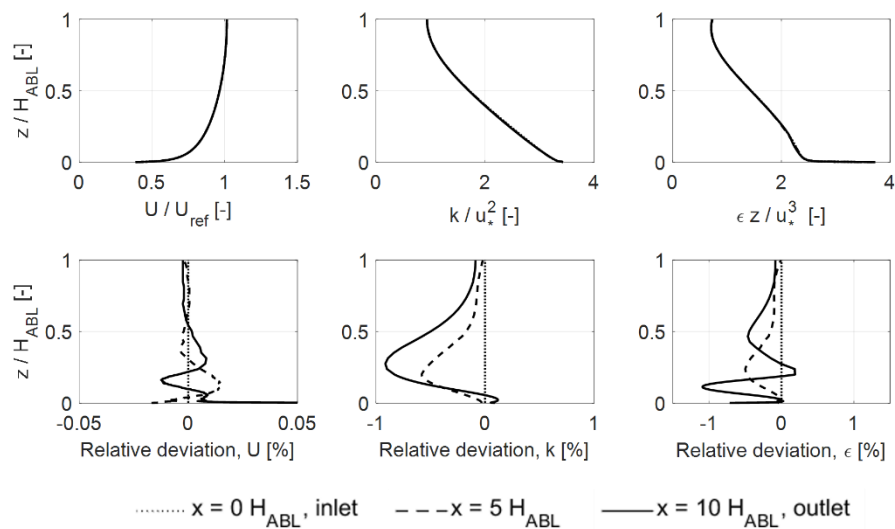 1
0.5
0
0 0.5 1 1.5
z / H_ABL [-]
U / U_ref [-]
1
0.5
0
0 2 4
k / u_*^2 [-]
1
0.5
0
0 2 4
ϵ z / u_*^3 [-]
1
0.5
0
-0.05 0 0.05
z / H_ABL [-]
Relative deviation, U [%]
1
0.5
0
-1 0 1
Relative deviation, k [%]
1
0.5
0
-1 0 1
Relative deviation, ϵ [%]
x = 0 H_ABL, inlet
x = 5 H_ABL
x = 10 H_ABL, outlet